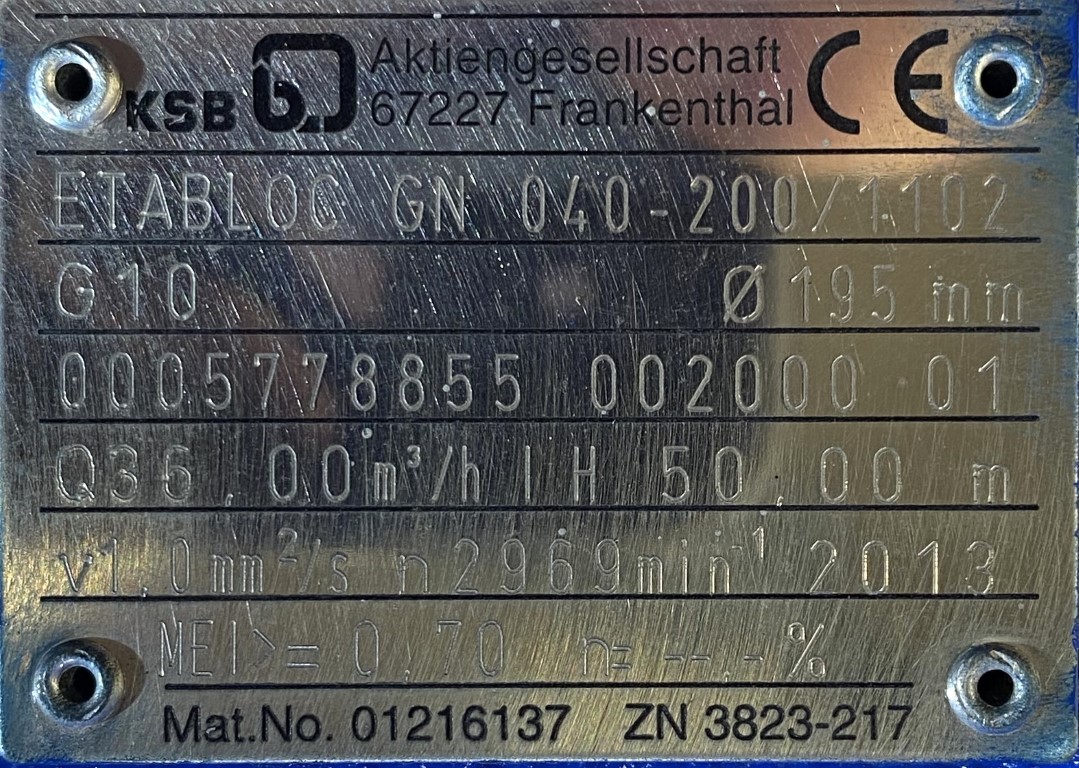 KSB Aktiengesellschaft CE
67227 Frankenthal
ETABLOC GN 040-200/1102
G10 Ø195 mm
0005778855 002000 01
Q36,00m³/h | H 50,00 m
v1,0mm²/s n2969min-1 2013
MEI>= 0,70 n= --,-%
Mat.No. 01216137 ZN 3823-217